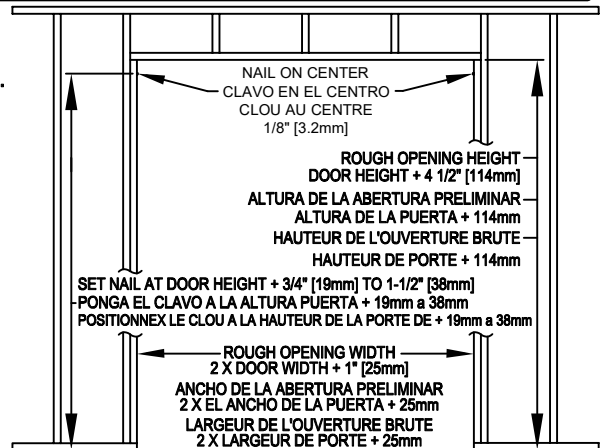 NAIL ON CENTER
CLAVO EN EL CENTRO
CLOU AU CENTRE
1/8" [3.2mm]
ROUGH OPENING HEIGHT
DOOR HEIGHT + 4 1/2" [114mm]
ALTURA DE LA ABERTURA PRELIMINAR
ALTURA DE LA PUERTA + 114mm
HAUTEUR DE L'OUVERTURE BRUTE
HAUTEUR DE PORTE + 114mm
SET NAIL AT DOOR HEIGHT + 3/4" [19mm] TO 1-1/2" [38mm]
PONGA EL CLAVO A LA ALTURA PUERTA + 19mm a 38mm
POSITIONNEX LE CLOU A LA HAUTEUR DE LA PORTE DE + 19mm a 38mm
ROUGH OPENING WIDTH
2 X DOOR WIDTH + 1" [25mm]
ANCHO DE LA ABERTURA PRELIMINAR
2 X EL ANCHO DE LA PUERTA + 25mm
LARGEUR DE L'OUVERTURE BRUTE
2 X LARGEUR DE PORTE + 25mm